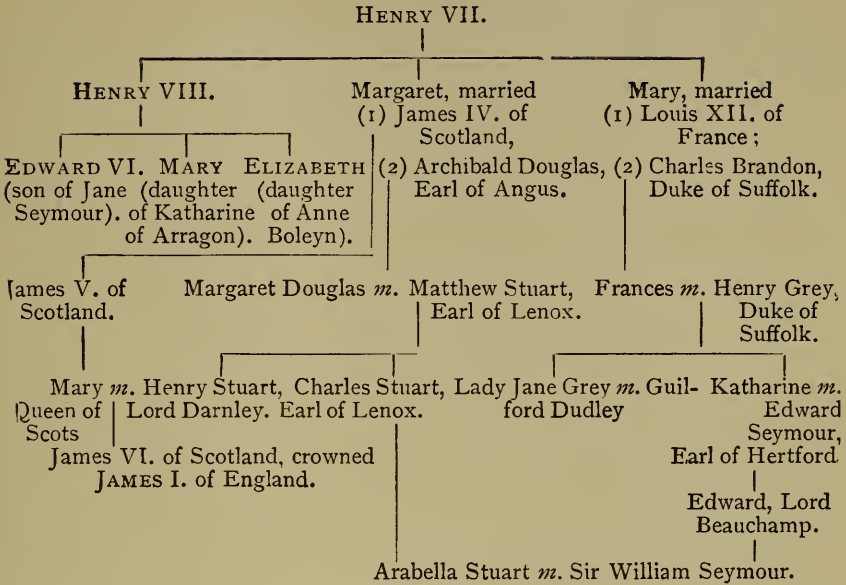 HENRY VII.
HENRY VIII. Margaret, married Mary, married
(1) James IV. of (1) Louis XII. of
Scotland, France;
EDWARD VI. MARY ELIZABETH (2) Archibald Douglas, (2) Charles Brandon,
(son of Jane (daughter (daughter Earl of Angus. Duke of Suffolk.
Seymour). of Katharine of Anne
of Arragon). Boleyn).
James V. of Margaret Douglas m. Matthew Stuart, Frances m. Henry Grey,
Scotland. Earl of Lenox. Duke of
Suffolk.
Mary m. Henry Stuart, Charles Stuart, Lady Jane Grey m. Guil- Katharine m.
Queen of Lord Darnley. Earl of Lenox. ford Dudley Edward
Scots Seymour,
James VI. of Scotland, crowned Earl of Hertford
JAMES I. of England.
Edward, Lord
Beauchamp.
Arabella Stuart m. Sir William Seymour.